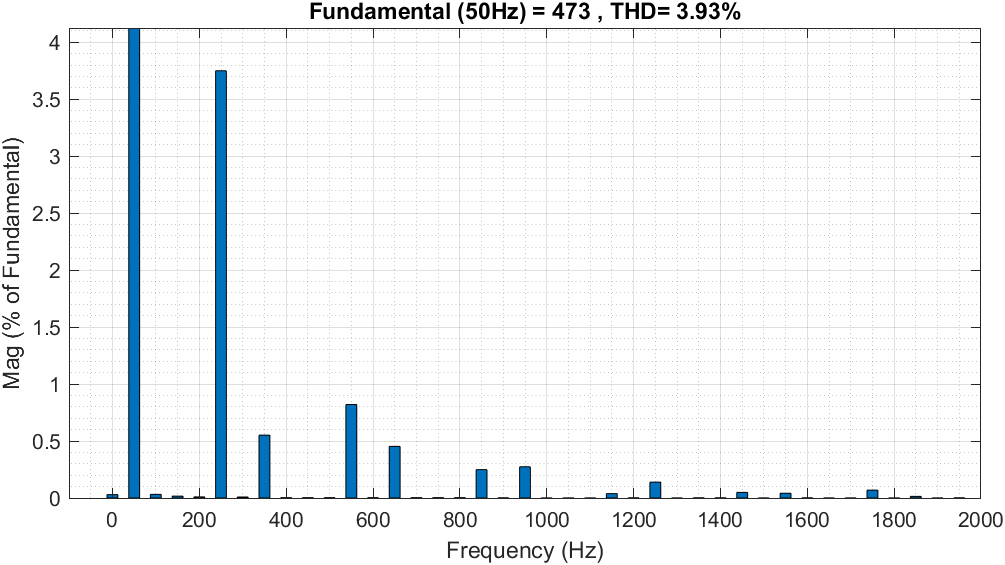 Fundamental (50Hz) = 473 , THD= 3.93%
Mag (% of Fundamental)
4
3.5
3
2.5
2
1.5
1
0.5
0
0 200 400 600 800 1000 1200 1400 1600 1800 2000
Frequency (Hz)